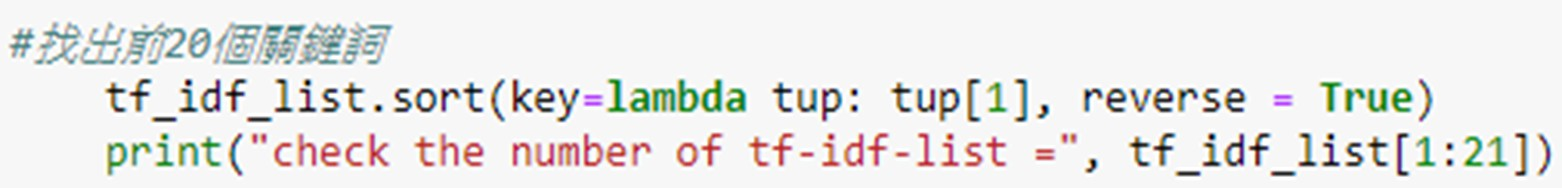 #找出前20個關鍵詞
tf_idf_list.sort(key=lambda tup: tup[1], reverse = True)
print("check the number of tf-idf-list =", tf_idf_list[1:21])